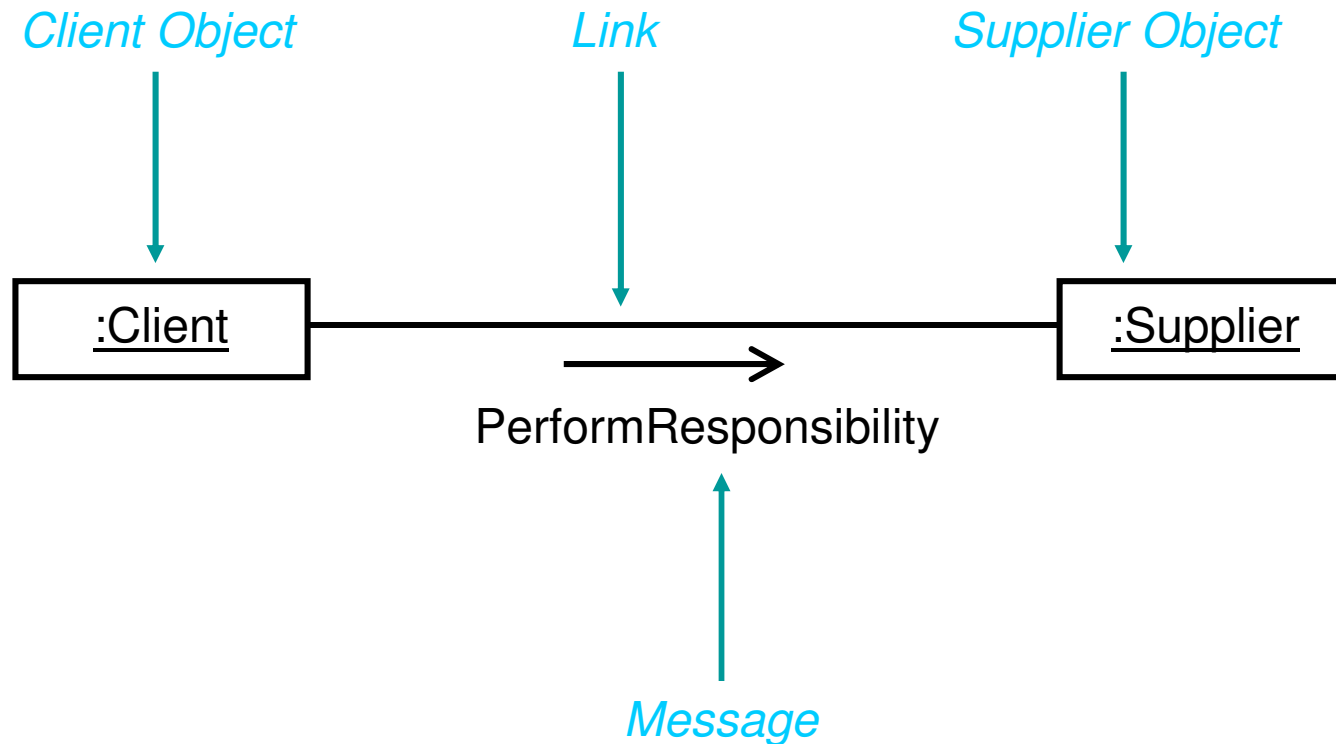 Client Object
Link
Supplier Object
:Client
:Supplier
PerformResponsibility
Message